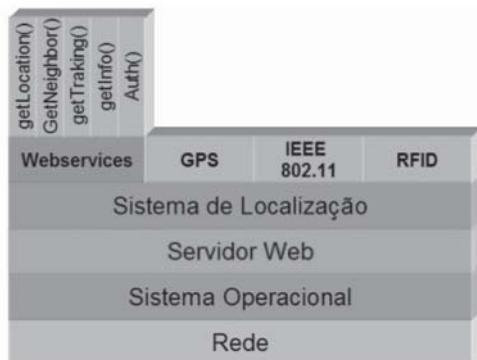 getLocation()
GetNeighbor()
getTraking()
getInfo()
Auth()
Webservices
GPS
IEEE
802.11
RFID
Sistema de Localização
Servidor Web
Sistema Operacional
Rede